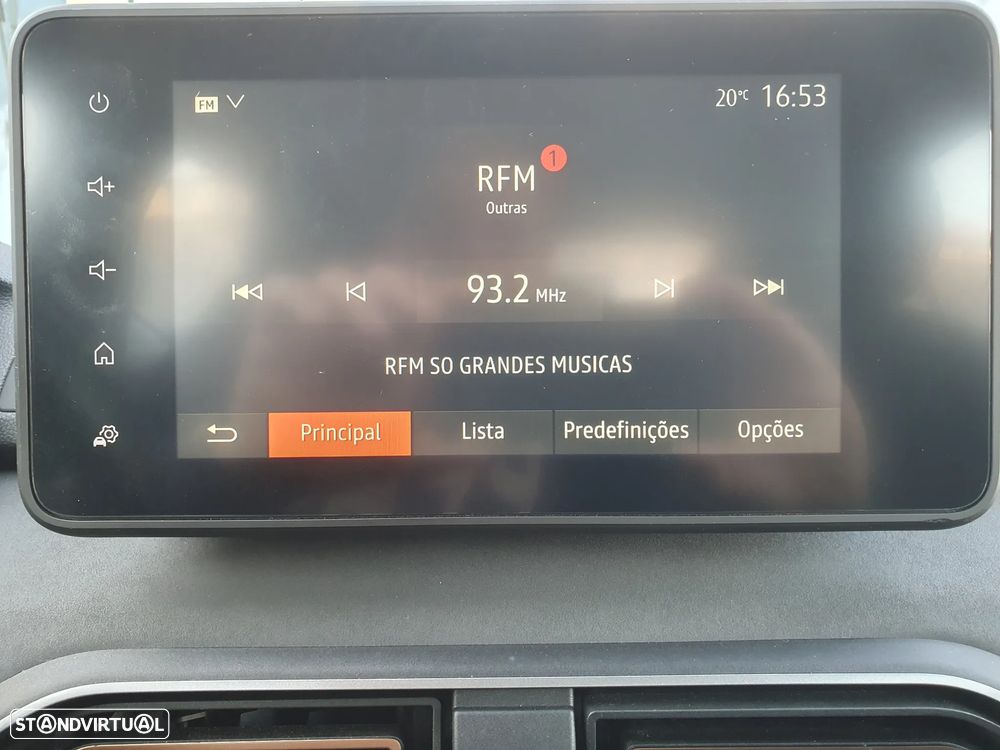 FM
20°C 16:53
RFM 1
Outras
93.2 MHz
RFM SO GRANDES MUSICAS
Principal Lista Predefinições Opções
STANDVIRTUAL